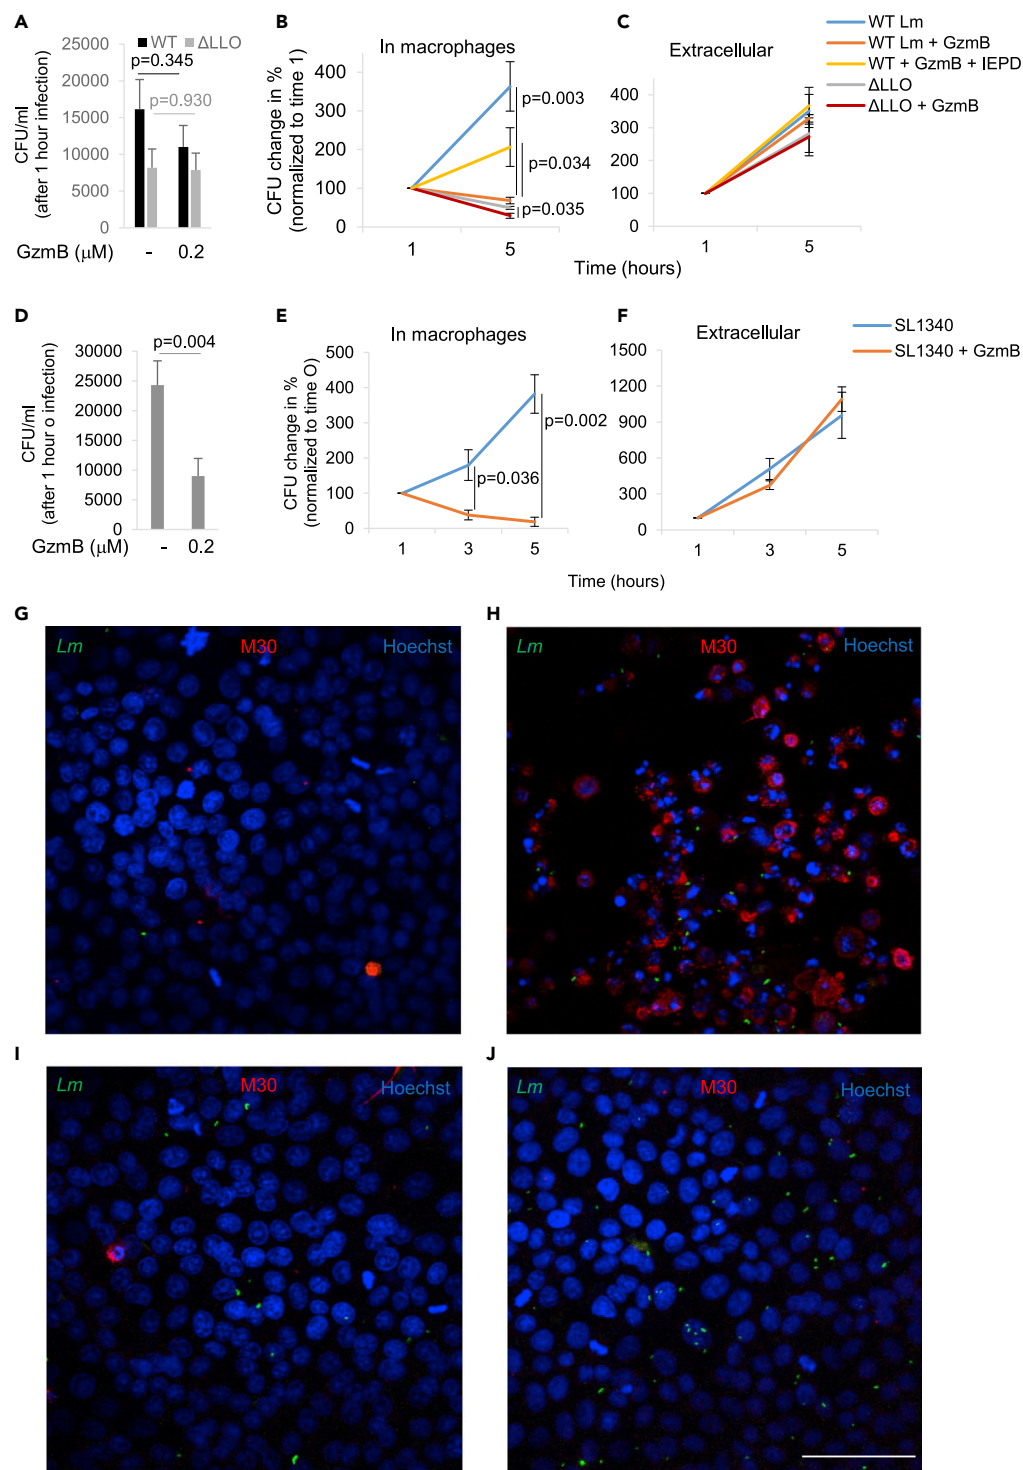 A
25000
20000
15000
10000
5000
0
CFU/ml
(after 1 hour infection)
WT ΔLLO
p=0.345
p=0.930
GzmB (μM) - 0.2
B
In macrophages
CFU change in %
(normalized to time 1)
400
300
200
100
0
p=0.003
p=0.034
p=0.035
1 5
C
Extracellular
400
300
200
100
0
1 5
Time (hours)
WT Lm
WT Lm + GzmB
WT + GzmB + IEPD
ΔLLO
ΔLLO + GzmB
D
p=0.004
30000
25000
20000
15000
10000
5000
0
CFU/ml
(after 1 hour o infection)
GzmB (μM) - 0.2
E
In macrophages
CFU change in %
(normalized to time O)
500
400
300
200
100
0
p=0.002
p=0.036
1 3 5
F
Extracellular
1500
1200
900
600
300
0
1 3 5
Time (hours)
SL1340
SL1340 + GzmB
G
Lm M30 Hoechst
H
Lm M30 Hoechst
I
Lm M30 Hoechst
J
Lm M30 Hoechst